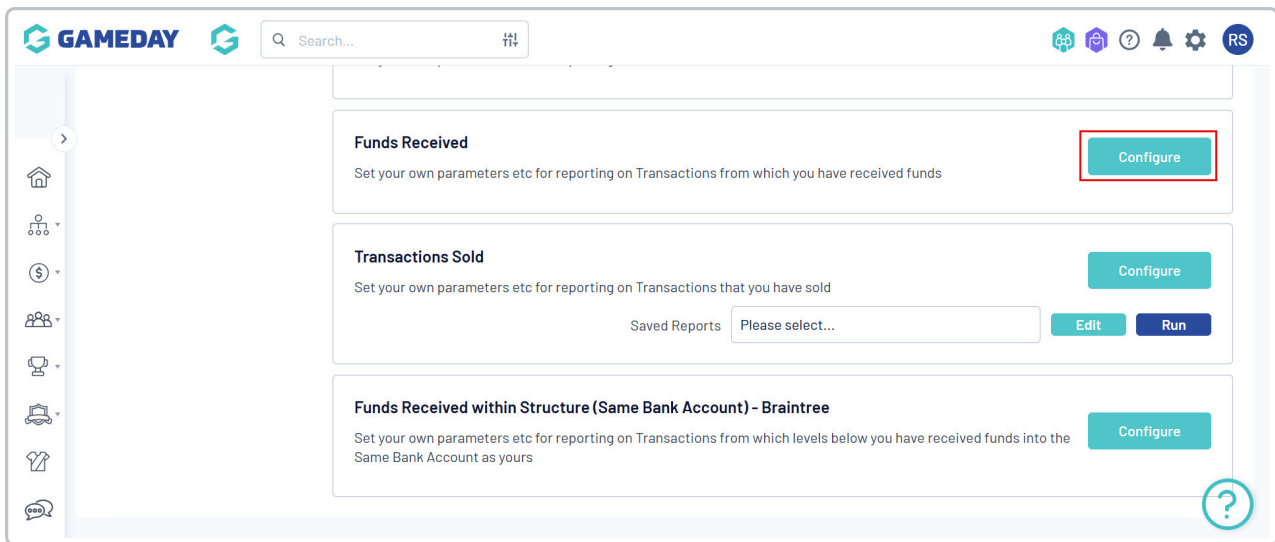 GAMEDAY
Search...
RS
Funds Received
Configure
Set your own parameters etc for reporting on Transactions from which you have received funds
Transactions Sold
Configure
Set your own parameters etc for reporting on Transactions that you have sold
Saved Reports Please select... Edit Run
Funds Received within Structure (Same Bank Account) - Braintree
Configure
Set your own parameters etc for reporting on Transactions from which levels below you have received funds into the
Same Bank Account as yours